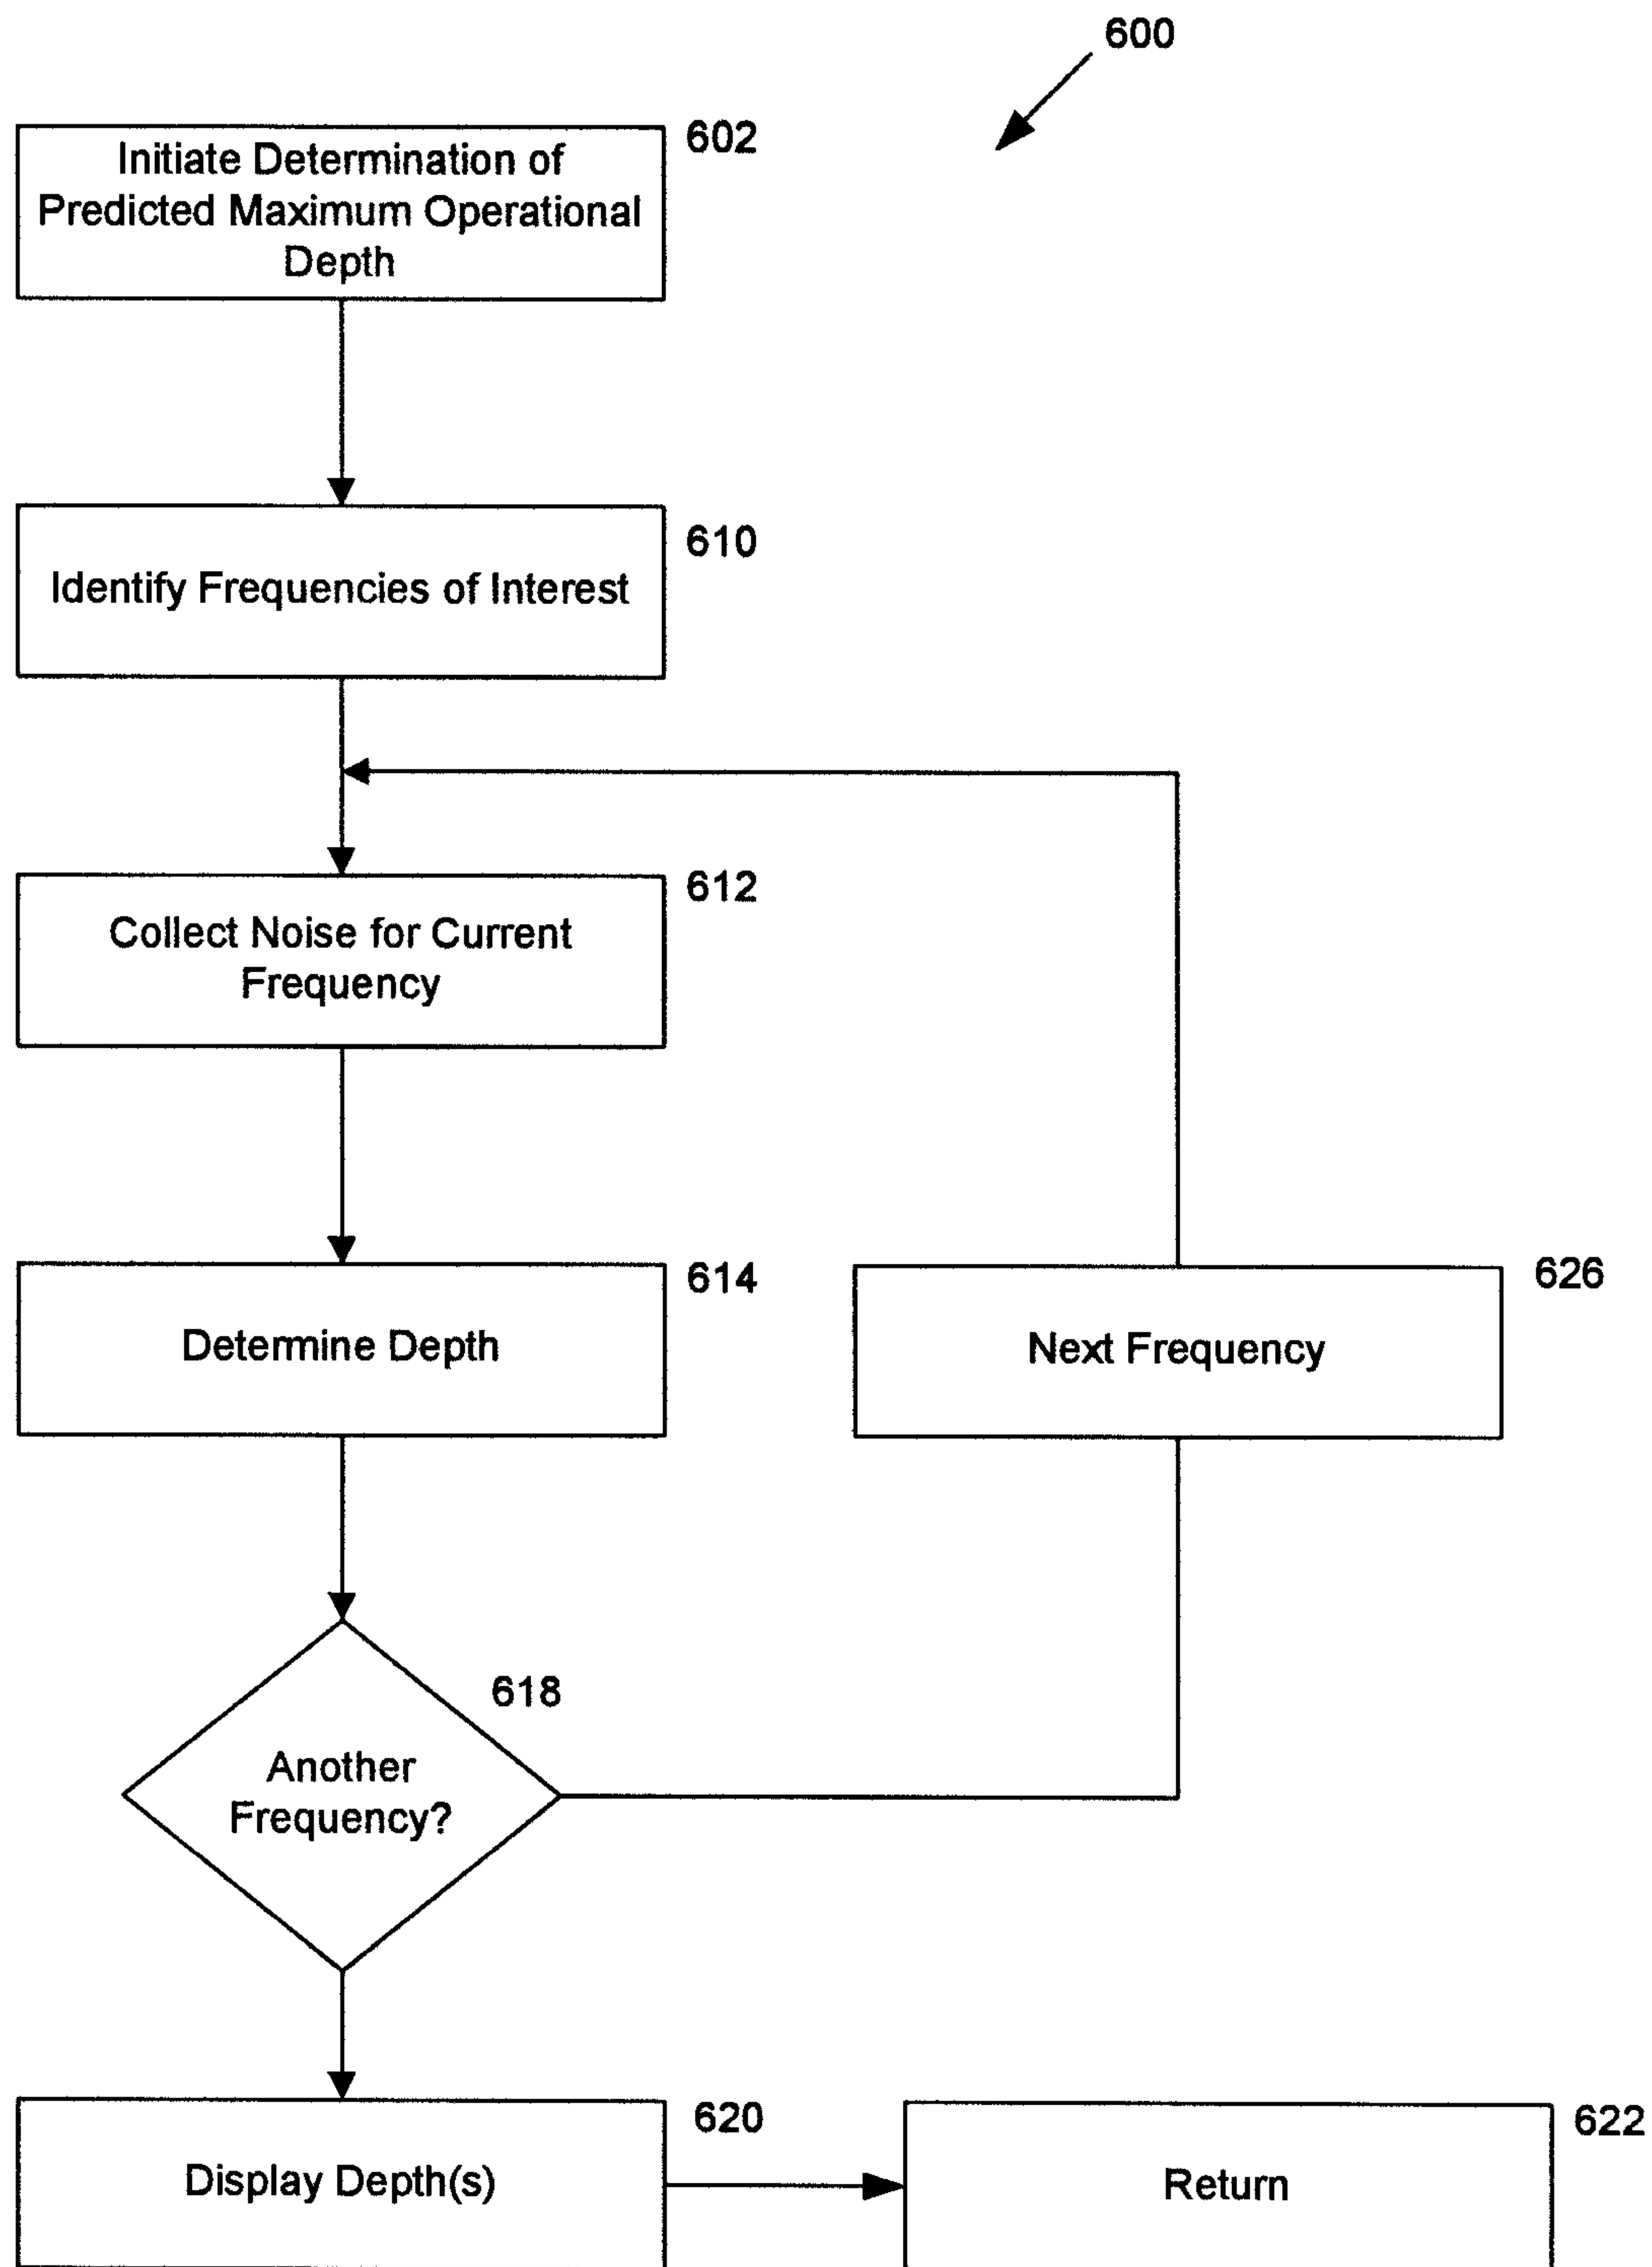 600
602
Initiate Determination of
Predicted Maximum Operational
Depth
610
Identify Frequencies of Interest
612
Collect Noise for Current
Frequency
614
Determine Depth
626
Next Frequency
618
Another
Frequency?
620
Display Depth(s)
622
Return